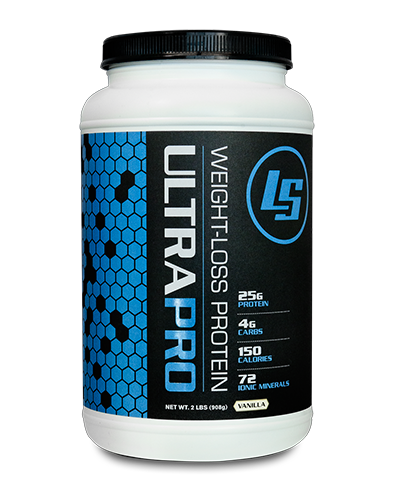 LS
ULTRAPRO
WEIGHT-LOSS PROTEIN
25G
PROTEIN
4G
CARBS
150
CALORIES
72
IONIC MINERALS
NET WT. 2 LBS (908g)
VANILLA